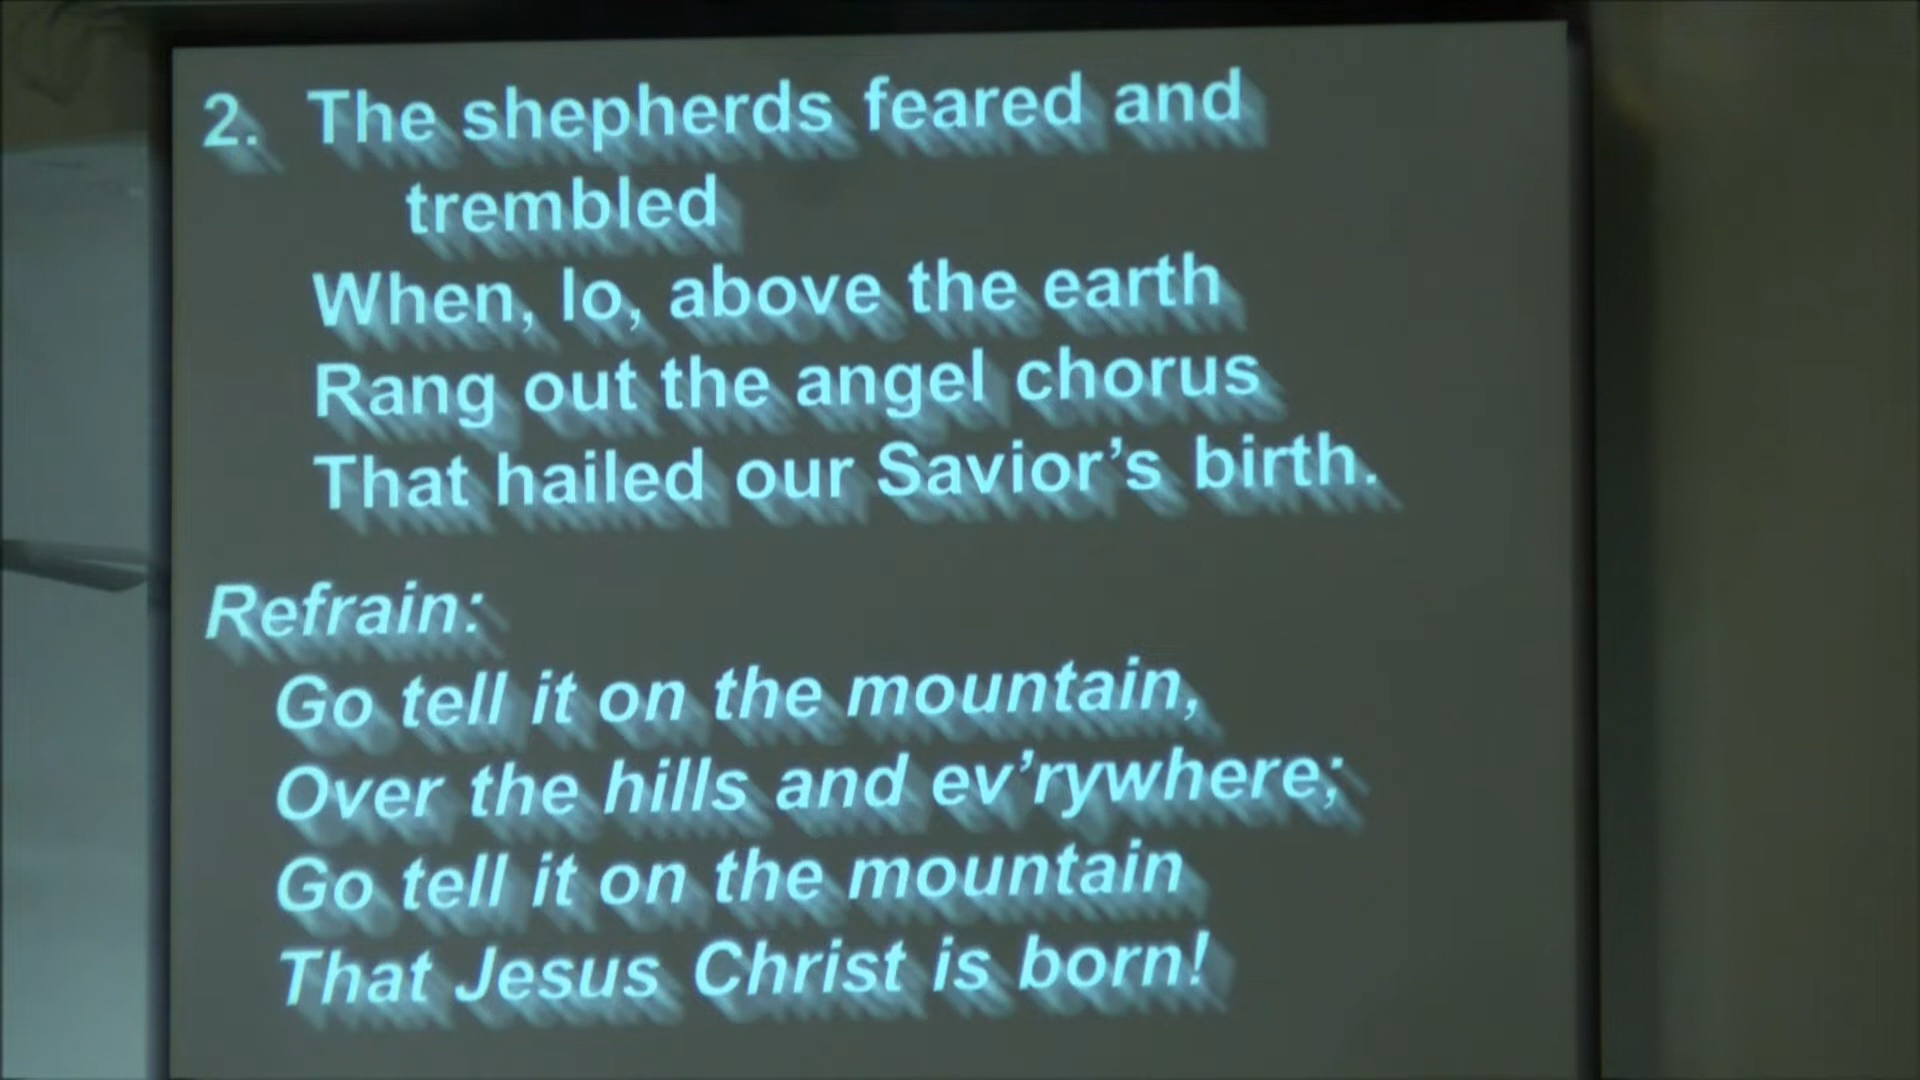 2. The shepherds feared and
trembled
When, lo, above the earth
Rang out the angel chorus
That hailed our Savior’s birth.
Refrain:
Go tell it on the mountain,
Over the hills and ev’rywhere;
Go tell it on the mountain
That Jesus Christ is born!